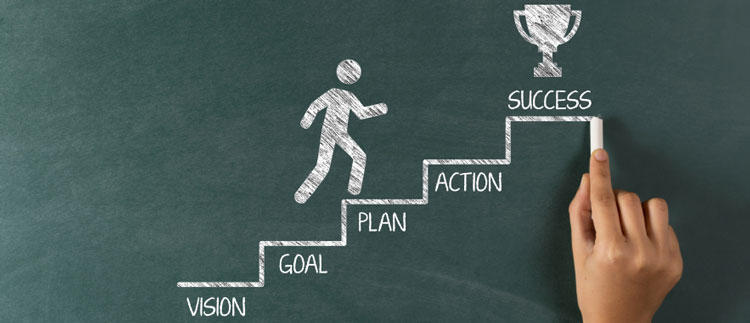 VISION
GOAL
PLAN
ACTION
SUCCESS